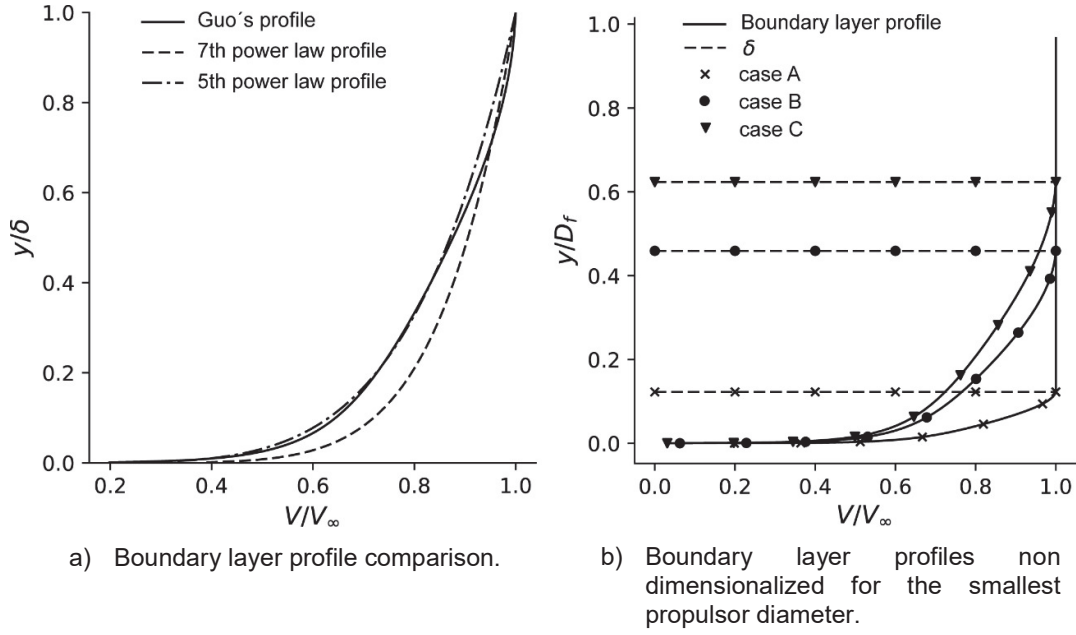 Guo´s profile
7th power law profile
5th power law profile
1.0
0.8
0.6
0.4
0.2
0.0
y/δ
0.2 0.4 0.6 0.8 1.0
V/V∞
a) Boundary layer profile comparison.
Boundary layer profile
δ
case A
case B
case C
1.0
0.8
0.6
0.4
0.2
0.0
y/Df
0.0 0.2 0.4 0.6 0.8 1.0
V/V∞
b) Boundary layer profiles non
dimensionalized for the smallest
propulsor diameter.